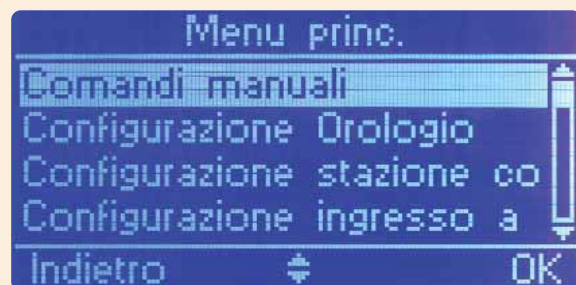 Menu princ.
Comandi manuali
Configurazione Orologio
Configurazione stazione co
Configurazione ingresso a
Indietro OK